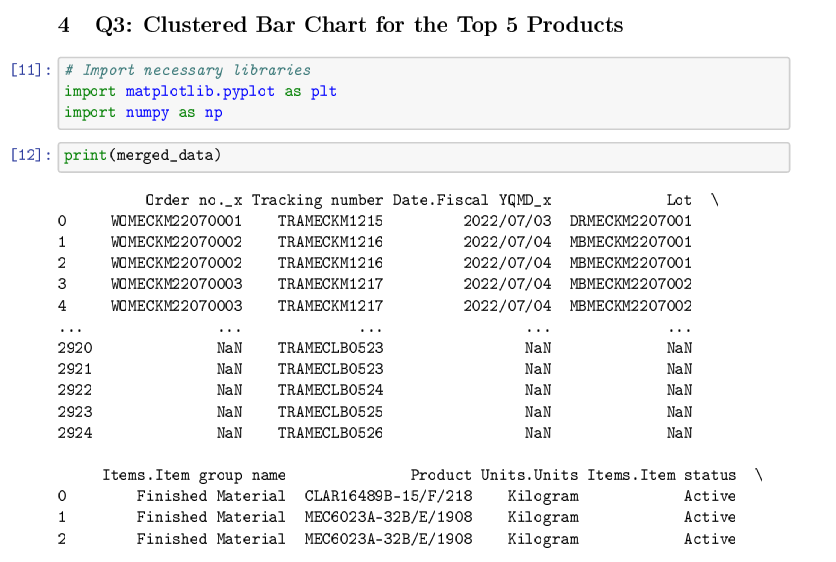 4 Q3: Clustered Bar Chart for the Top 5 Products
[11]: # Import necessary libraries
import matplotlib.pyplot as plt
import numpy as np
[12]: print(merged_data)
Order no._x Tracking number Date.Fiscal YQMD_x Lot \
0 WOMECKM22070001 TRAMECKM1215 2022/07/03 DRMECKM2207001
1 WOMECKM22070002 TRAMECKM1216 2022/07/04 MBMECKM2207001
2 WOMECKM22070002 TRAMECKM1216 2022/07/04 MBMECKM2207001
3 WOMECKM22070003 TRAMECKM1217 2022/07/04 MBMECKM2207002
4 WOMECKM22070003 TRAMECKM1217 2022/07/04 MBMECKM2207002
... ... ... ... ...
2920 NaN TRAMECLB0523 NaN NaN
2921 NaN TRAMECLB0523 NaN NaN
2922 NaN TRAMECLB0524 NaN NaN
2923 NaN TRAMECLB0525 NaN NaN
2924 NaN TRAMECLB0526 NaN NaN
Items.Item group name Product Units.Units Items.Item status \
0 Finished Material CLAR16489B-15/F/218 Kilogram Active
1 Finished Material MEC6023A-32B/E/1908 Kilogram Active
2 Finished Material MEC6023A-32B/E/1908 Kilogram Active